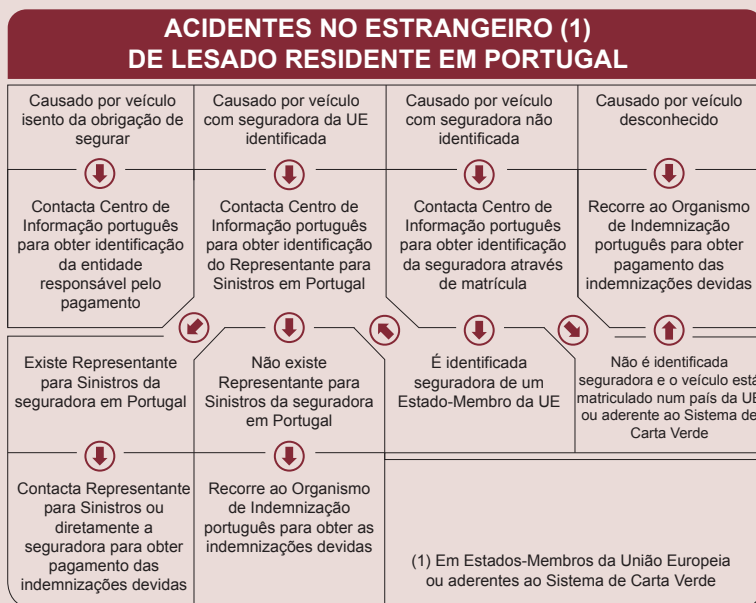 ACIDENTES NO ESTRANGEIRO (1)
DE LESADO RESIDENTE EM PORTUGAL
Causado por veículo
isento da obrigação de
segurar
Causado por veículo
com seguradora da UE
identificada
Causado por veículo
com seguradora não
identificada
Causado por veículo
desconhecido
Contacta Centro de
Informação português
para obter identificação
da entidade
responsável pelo
pagamento
Contacta Centro de
Informação português
para obter identificação
do Representante para
Sinistros em Portugal
Contacta Centro de
Informação português
para obter identificação
da seguradora através
de matrícula
Recorre ao Organismo
de Indemnização
português para obter
pagamento das
indemnizações devidas
Existe Representante
para Sinistros da
seguradora em Portugal
Não existe
Representante para
Sinistros da seguradora
em Portugal
É identificada
seguradora de um
Estado-Membro da UE
Não é identificada
seguradora e o veículo está
matriculado num país da UE
ou aderente ao Sistema de
Carta Verde
Contacta Representante
para Sinistros ou
diretamente a
seguradora para obter
pagamento das
indemnizações devidas
Recorre ao Organismo
de Indemnização
português para obter as
indemnizações devidas
(1) Em Estados-Membros da União Europeia
ou aderentes ao Sistema de Carta Verde